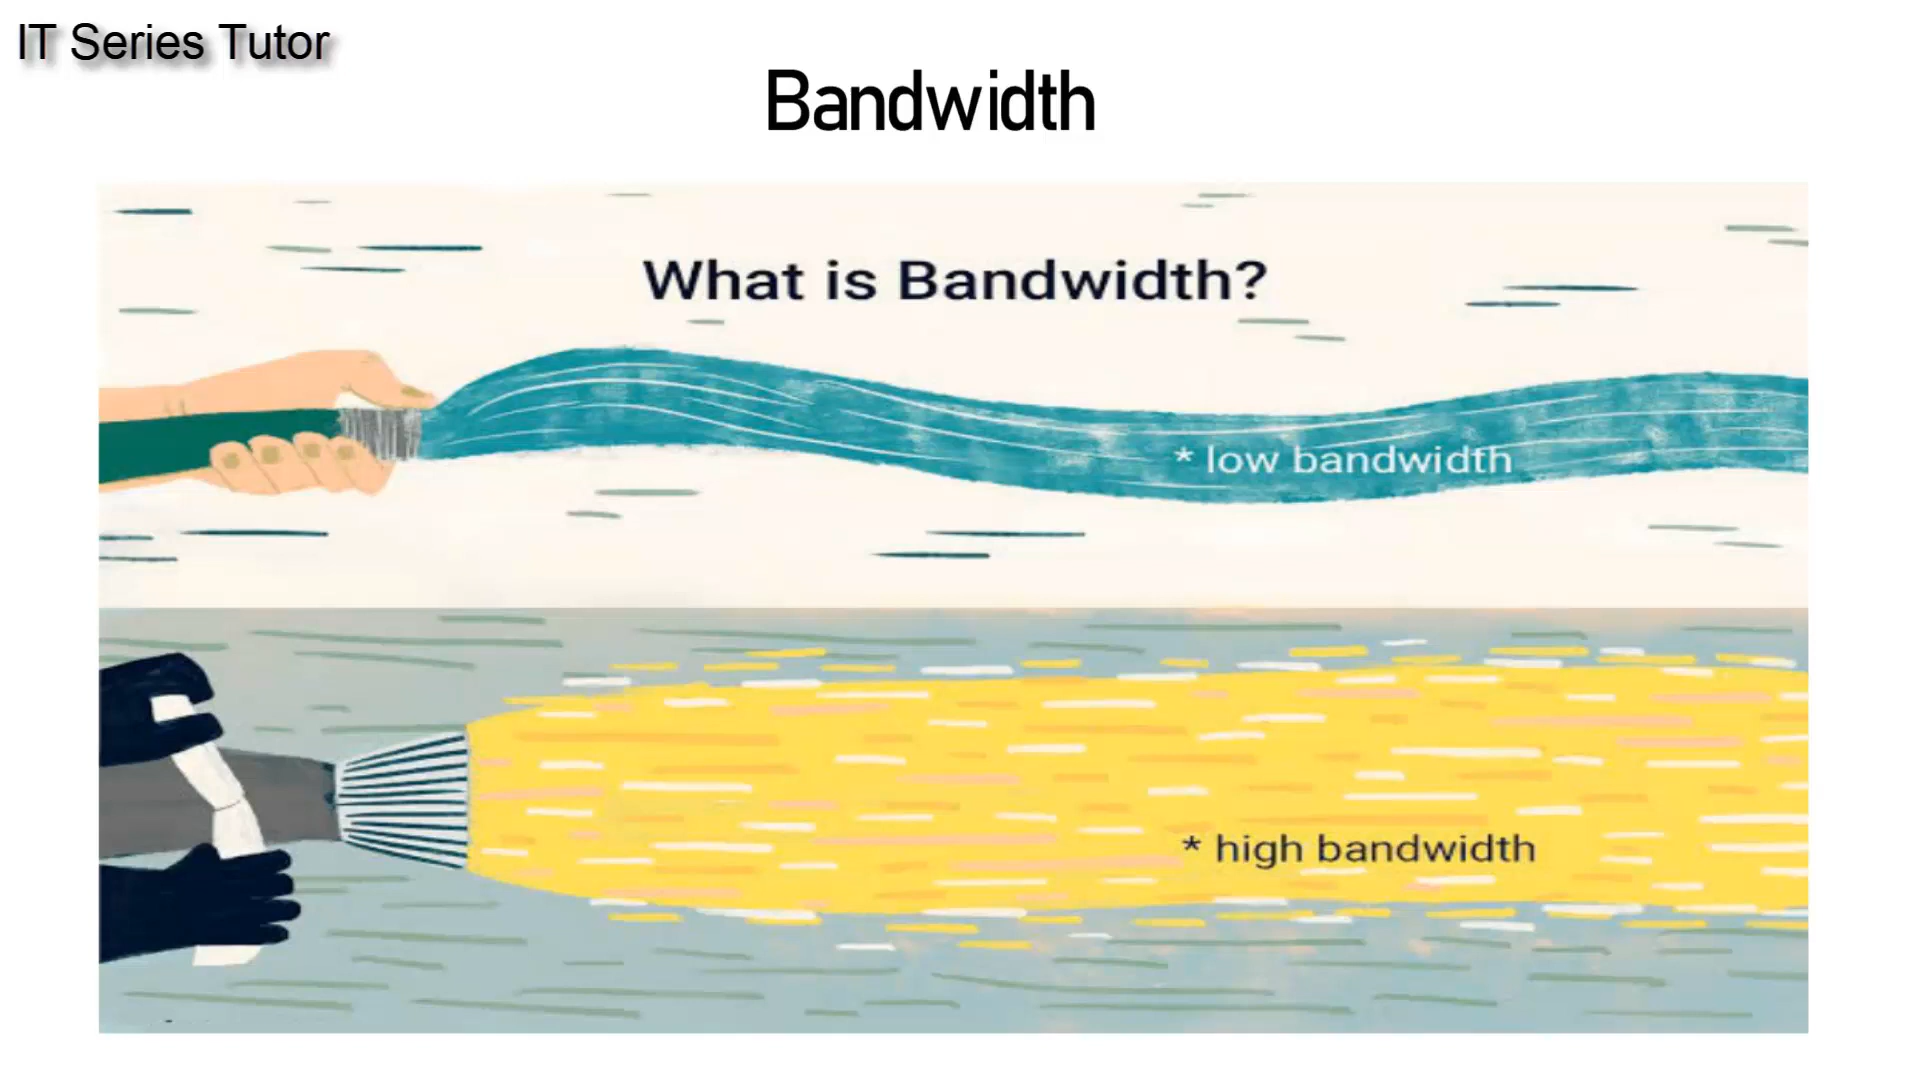 IT Series Tutor
Bandwidth
What is Bandwidth?
* low bandwidth
* high bandwidth